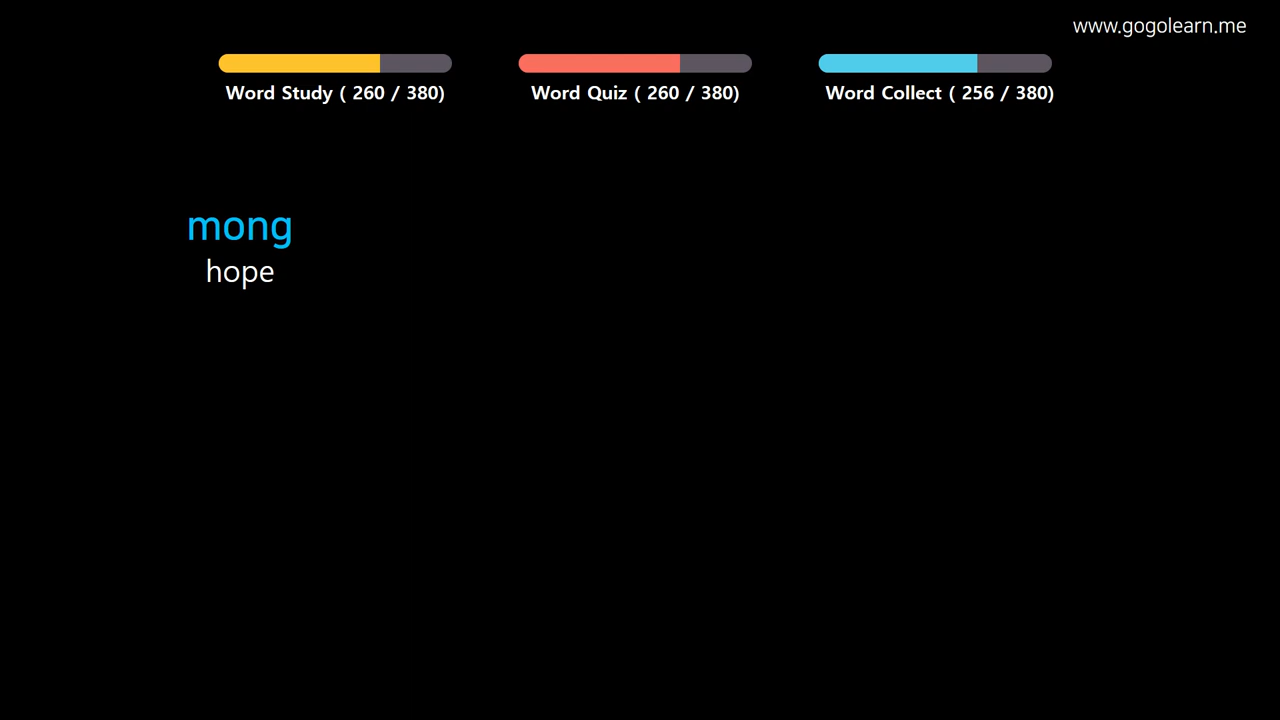 www.gogolearn.me
Word Study ( 260 / 380)
Word Quiz ( 260 / 380)
Word Collect ( 256 / 380)
mong
hope